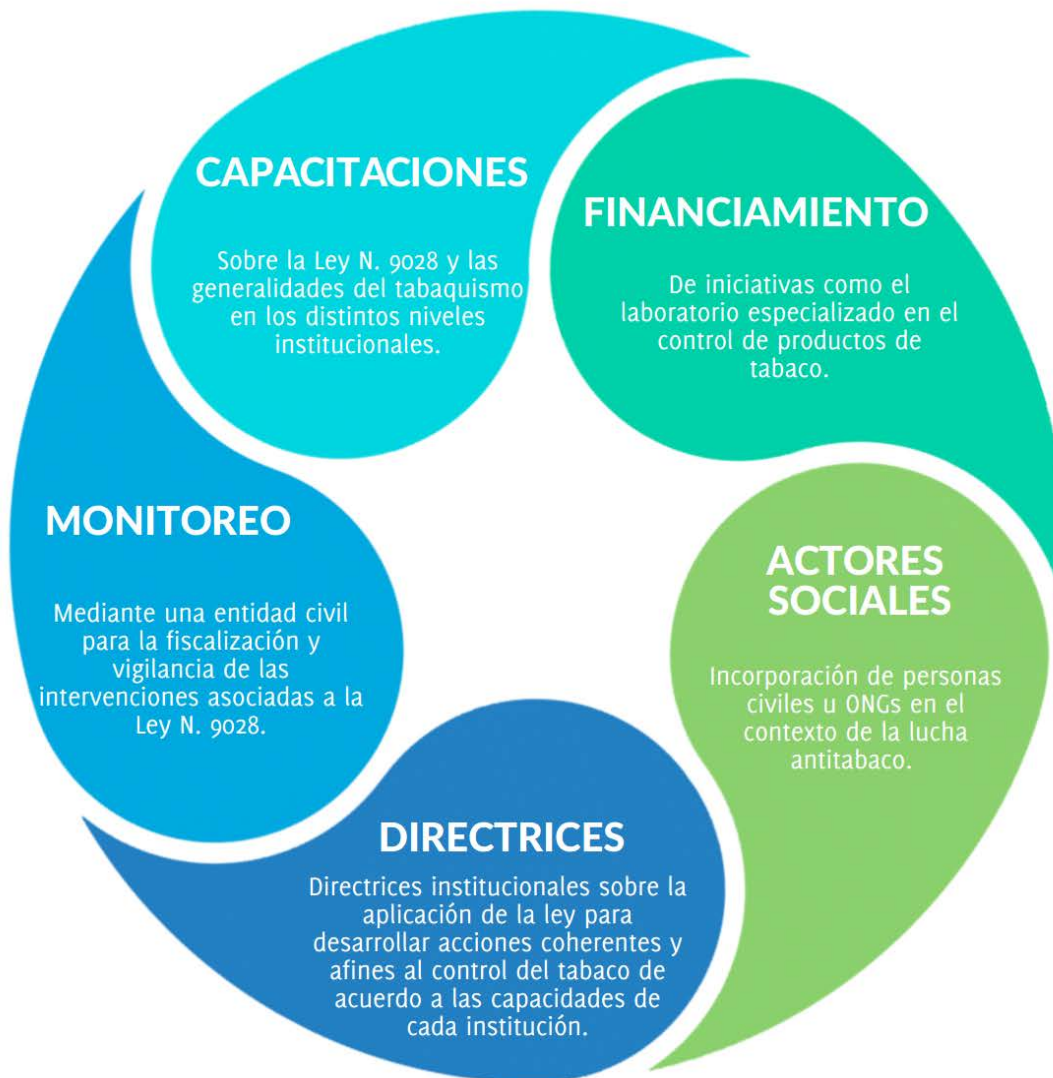 CAPACITACIONES
Sobre la Ley N. 9028 y las
generalidades del tabaquismo
en los distintos niveles
institucionales.
FINANCIAMIENTO
De iniciativas como el
laboratorio especializado en el
control de productos de
tabaco.
ACTORES
SOCIALES
Incorporación de personas
civiles u ONGs en el
contexto de la lucha
antitabaco.
DIRECTRICES
Directrices institucionales sobre la
aplicación de la ley para
desarrollar acciones coherentes y
afines al control del tabaco de
acuerdo a las capacidades de
cada institución.
MONITOREO
Mediante una entidad civil
para la fiscalización y
vigilancia de las
intervenciones asociadas a la
Ley N. 9028.